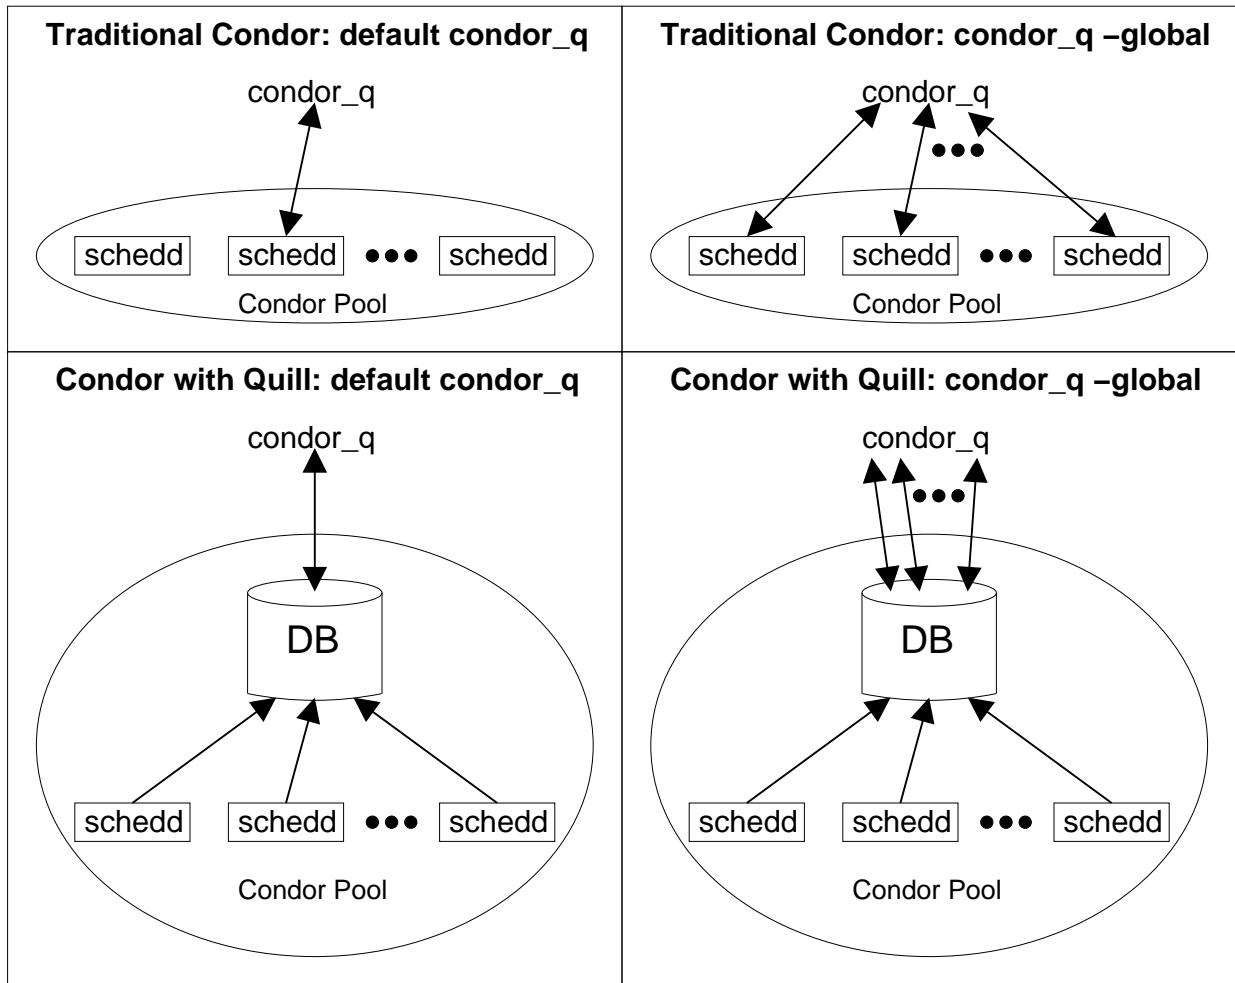 Traditional Condor: default condor_q
condor_q
schedd schedd schedd
Condor Pool
Traditional Condor: condor_q –global
condor_q
schedd schedd schedd
Condor Pool
Condor with Quill: default condor_q
condor_q
DB
schedd schedd schedd
Condor Pool
Condor with Quill: condor_q –global
condor_q
DB
schedd schedd schedd
Condor Pool